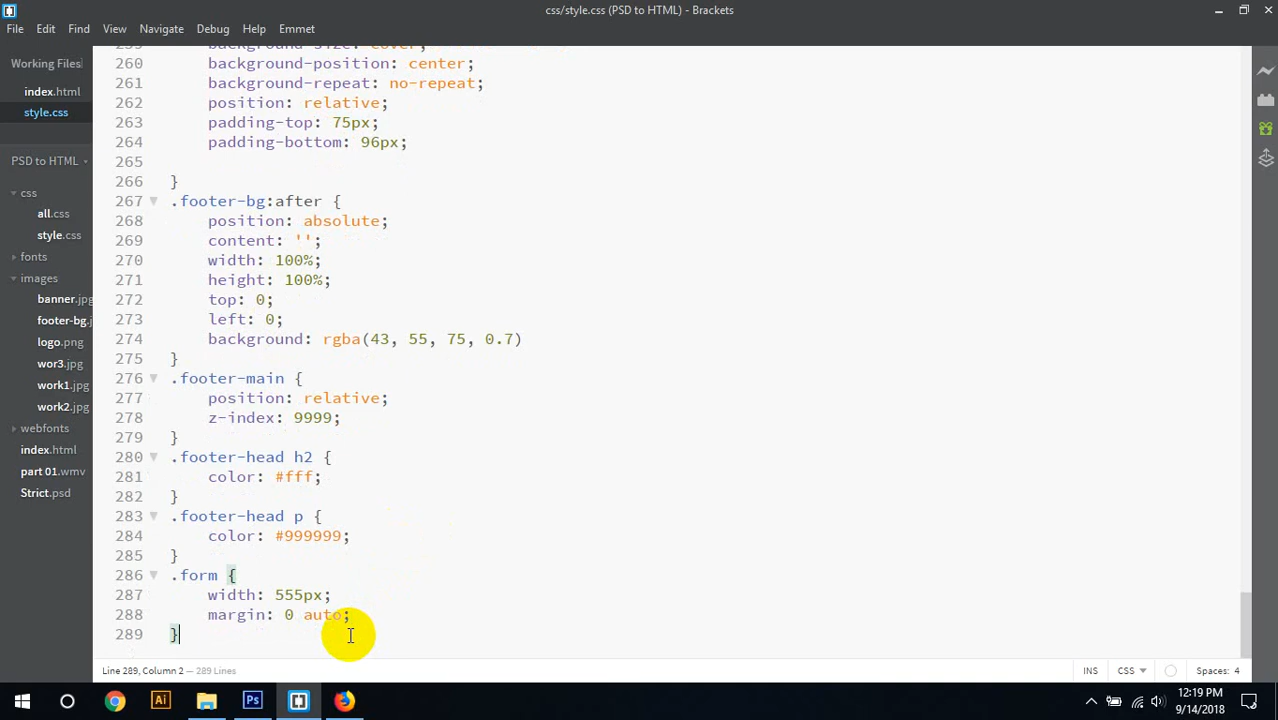 css/style.css (PSD to HTML) - Brackets
File Edit Find View Navigate Debug Help Emmet
Working Files
index.html
style.css
PSD to HTML
css
all.css
style.css
fonts
images
banner.jpg
footer-bg.j
logo.png
wor3.jpg
work1.jpg
work2.jpg
webfonts
index.html
part 01.wmv
Strict.psd
259 background-size: cover;
260 background-position: center;
261 background-repeat: no-repeat;
262 position: relative;
263 padding-top: 75px;
264 padding-bottom: 96px;
265
266 }
267 .footer-bg:after {
268 position: absolute;
269 content: '';
270 width: 100%;
271 height: 100%;
272 top: 0;
273 left: 0;
274 background: rgba(43, 55, 75, 0.7)
275 }
276 .footer-main {
277 position: relative;
278 z-index: 9999;
279 }
280 .footer-head h2 {
281 color: #fff;
282 }
283 .footer-head p {
284 color: #999999;
285 }
286 .form {
287 width: 555px;
288 margin: 0 auto;
289 }
Line 289, Column 2 — 289 Lines
INS CSS Spaces: 4
Ai Ps
12:19 PM
9/14/2018